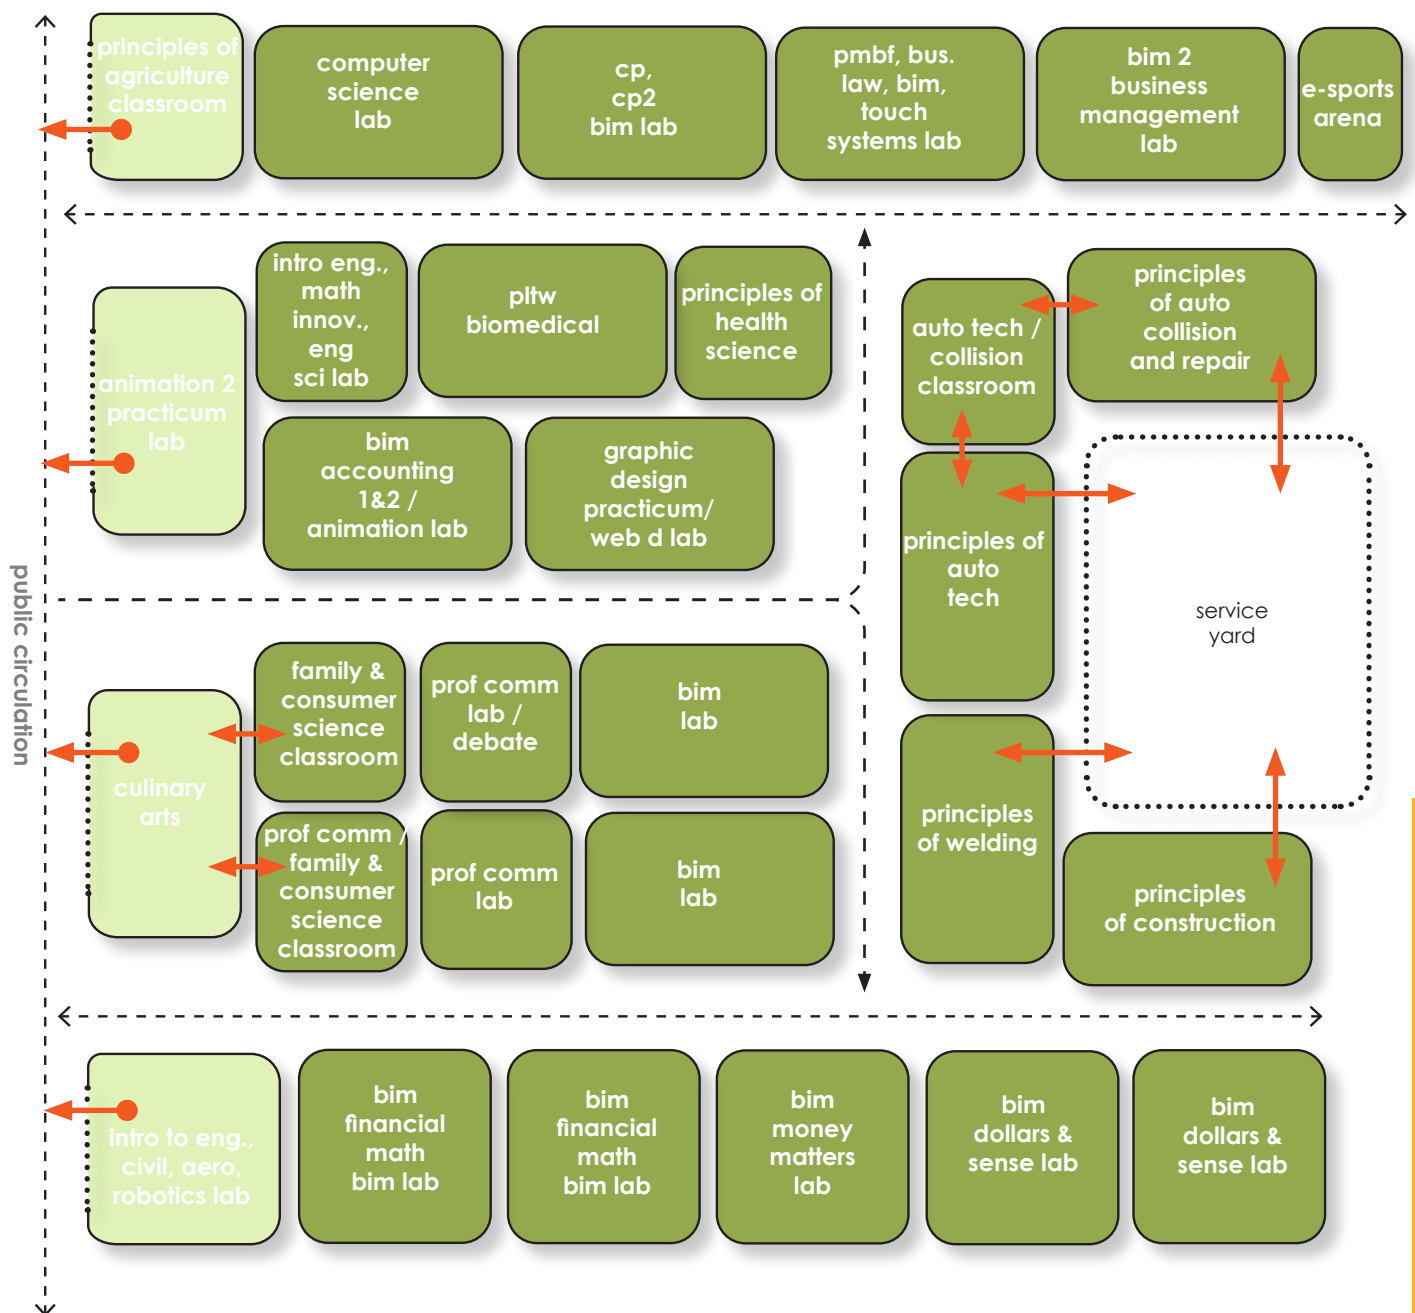 principles of
agriculture
classroom
computer
science
lab
cp,
cp2
bim lab
pmbf, bus.
law, bim,
touch
systems lab
bim 2
business
management
lab
e-sports
arena
animation 2
practicum
lab
intro eng.,
math
innov.,
eng
sci lab
pltw
biomedical
principles of
health
science
bim
accounting
1&2 /
animation lab
graphic
design
practicum/
web d lab
auto tech /
collision
classroom
principles
of auto
collision
and repair
principles of
auto
tech
service
yard
public circulation
culinary
arts
family &
consumer
science
classroom
prof comm
lab /
debate
bim
lab
prof comm /
family &
consumer
science
classroom
prof comm
lab
bim
lab
principles
of welding
principles
of construction
intro to eng.,
civil, aero,
robotics lab
bim
financial
math
bim lab
bim
financial
math
bim lab
bim
money
matters
lab
bim
dollars &
sense lab
bim
dollars &
sense lab